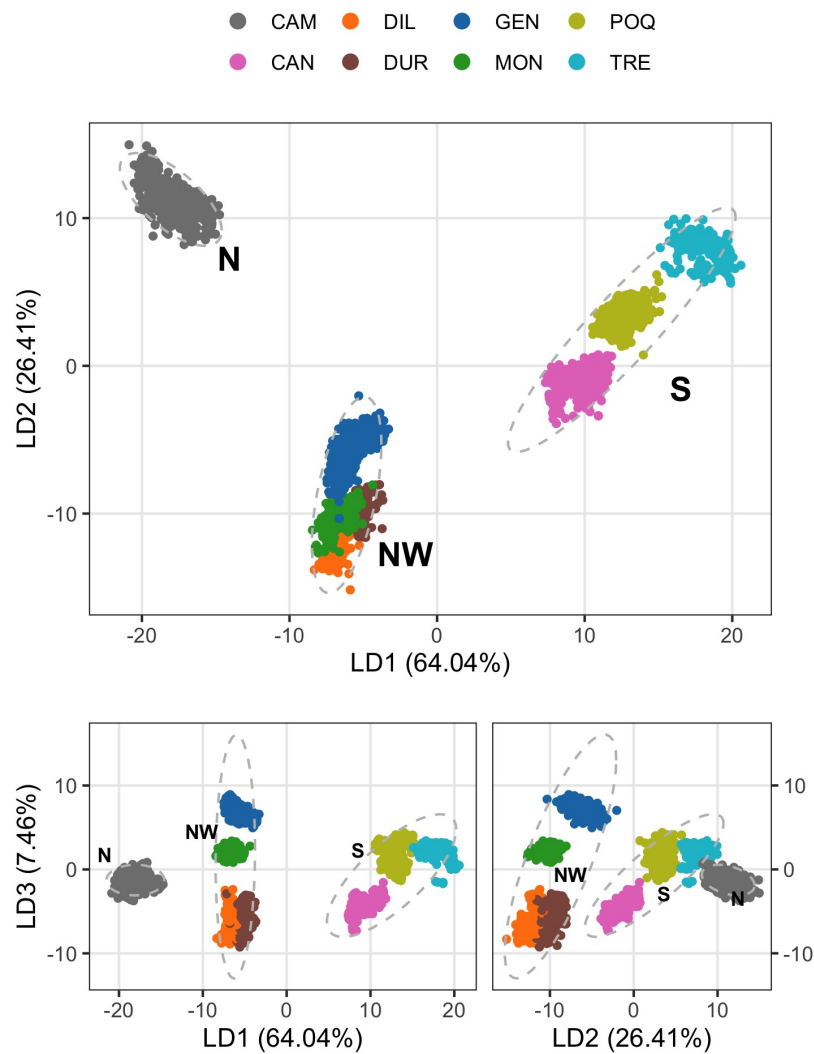 CAM DIL GEN POQ
CAN DUR MON TRE
10
N
LD2 (26.41%)
0
S
-10
NW
-20 -10 0 10 20
LD1 (64.04%)
LD3 (7.46%)
10 10
NW
N S
0 0
NW
S N
-10 -10
-20 -10 0 10 20 -10 0 10
LD1 (64.04%) LD2 (26.41%)